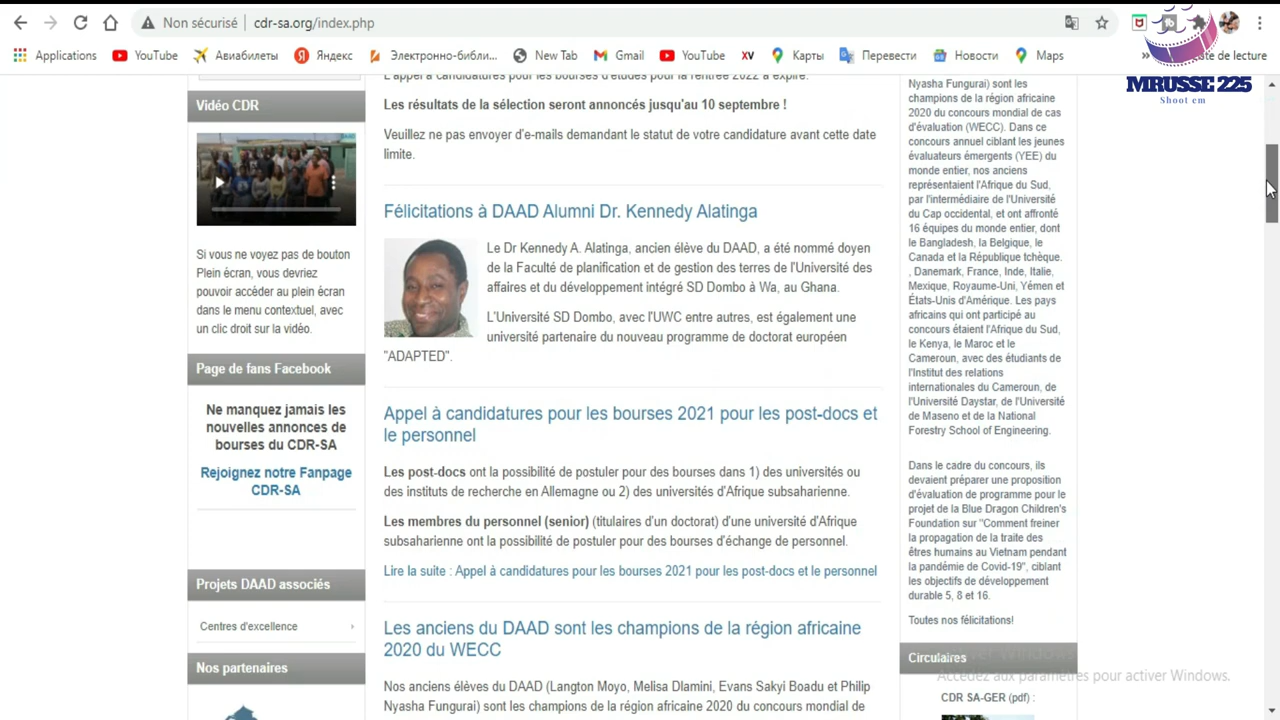 Non sécurisé | cdr-sa.org/index.php
Applications YouTube Авиабилеты Яндекс Электронно-библи... New Tab Gmail YouTube XV Карты Перевести Новости Maps » te de lecture
MRUSSE 225
Shoot em
Vidéo CDR
Si vous ne voyez pas de bouton
Plein écran, vous devriez
pouvoir accéder au plein écran
dans le menu contextuel, avec
un clic droit sur la vidéo.
Page de fans Facebook
Ne manquez jamais les
nouvelles annonces de
bourses du CDR-SA
Rejoignez notre Fanpage
CDR-SA
Projets DAAD associés
Centres d'excellence
Nos partenaires
L'appel à candidatures pour les bourses d'études pour la rentrée 2022 a expiré.
Les résultats de la sélection seront annoncés jusqu'au 10 septembre !
Veuillez ne pas envoyer d'e-mails demandant le statut de votre candidature avant cette date
limite.
Félicitations à DAAD Alumni Dr. Kennedy Alatinga
Le Dr Kennedy A. Alatinga, ancien élève du DAAD, a été nommé doyen
de la Faculté de planification et de gestion des terres de l'Université des
affaires et du développement intégré SD Dombo à Wa, au Ghana.
L'Université SD Dombo, avec l'UWC entre autres, est également une
université partenaire du nouveau programme de doctorat européen
"ADAPTED".
Appel à candidatures pour les bourses 2021 pour les post-docs et
le personnel
Les post-docs ont la possibilité de postuler pour des bourses dans 1) des universités ou
des instituts de recherche en Allemagne ou 2) des universités d'Afrique subsaharienne.
Les membres du personnel (senior) (titulaires d'un doctorat) d'une université d'Afrique
subsaharienne ont la possibilité de postuler pour des bourses d'échange de personnel.
Lire la suite : Appel à candidatures pour les bourses 2021 pour les post-docs et le personnel
Les anciens du DAAD sont les champions de la région africaine
2020 du WECC
Nos anciens élèves du DAAD (Langton Moyo, Melisa Dlamini, Evans Sakyi Boadu et Philip
Nyasha Fungurai) sont les champions de la région africaine 2020 du concours mondial de
Nyasha Fungurai) sont les
champions de la région africaine
2020 du concours mondial de cas
d'évaluation (WECC). Dans ce
concours annuel ciblant les jeunes
évaluateurs émergents (YEE) du
monde entier, nos anciens
représentaient l'Afrique du Sud,
par l'intermédiaire de l'Université
du Cap occidental, et ont affronté
16 équipes du monde entier, dont
le Bangladesh, la Belgique, le
Canada et la République tchèque.
, Danemark, France, Inde, Italie,
Mexique, Royaume-Uni, Yémen et
États-Unis d'Amérique. Les pays
africains qui ont participé au
concours étaient l'Afrique du Sud,
le Kenya, le Maroc et le
Cameroun, avec des étudiants de
l'Institut des relations
internationales du Cameroun, de
l'Université Daystar, de l'Université
de Maseno et de la National
Forestry School of Engineering.
Dans le cadre du concours, ils
devaient préparer une proposition
d'évaluation de programme pour le
projet de la Blue Dragon Children's
Foundation sur "Comment freiner
la propagation de la traite des
êtres humains au Vietnam pendant
la pandémie de Covid-19", ciblant
les objectifs de développement
durable 5, 8 et 16.
Toutes nos félicitations!
Circulaires
Accédez aux paramètres pour activer Windows.
CDR SA-GER (pdf) :